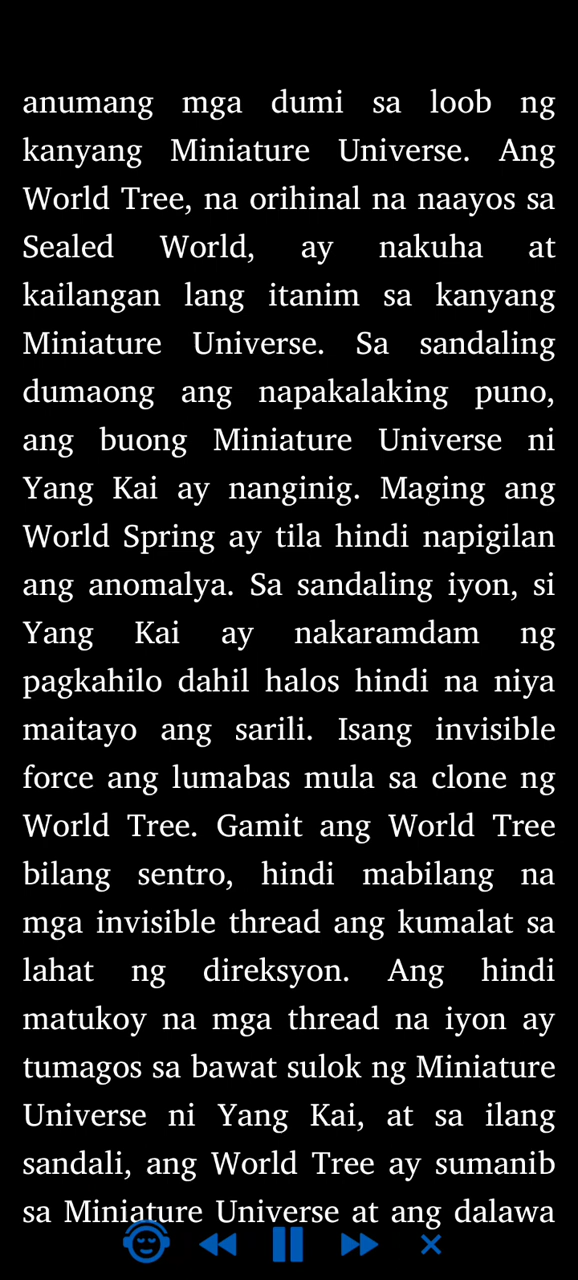 anumang mga dumi sa loob ng
kanyang Miniature Universe. Ang
World Tree, na orihinal na naayos sa
Sealed World, ay nakuha at
kailangan lang itanim sa kanyang
Miniature Universe. Sa sandaling
dumaong ang napakalaking puno,
ang buong Miniature Universe ni
Yang Kai ay nanginig. Maging ang
World Spring ay tila hindi napigilan
ang anomalya. Sa sandaling iyon, si
Yang Kai ay nakaramdam ng
pagkahilo dahil halos hindi na niya
maitayo ang sarili. Isang invisible
force ang lumabas mula sa clone ng
World Tree. Gamit ang World Tree
bilang sentro, hindi mabilang na
mga invisible thread ang kumalat sa
lahat ng direksyon. Ang hindi
matukoy na mga thread na iyon ay
tumagos sa bawat sulok ng Miniature
Universe ni Yang Kai, at sa ilang
sandali, ang World Tree ay sumanib
sa Miniature Universe at ang dalawa